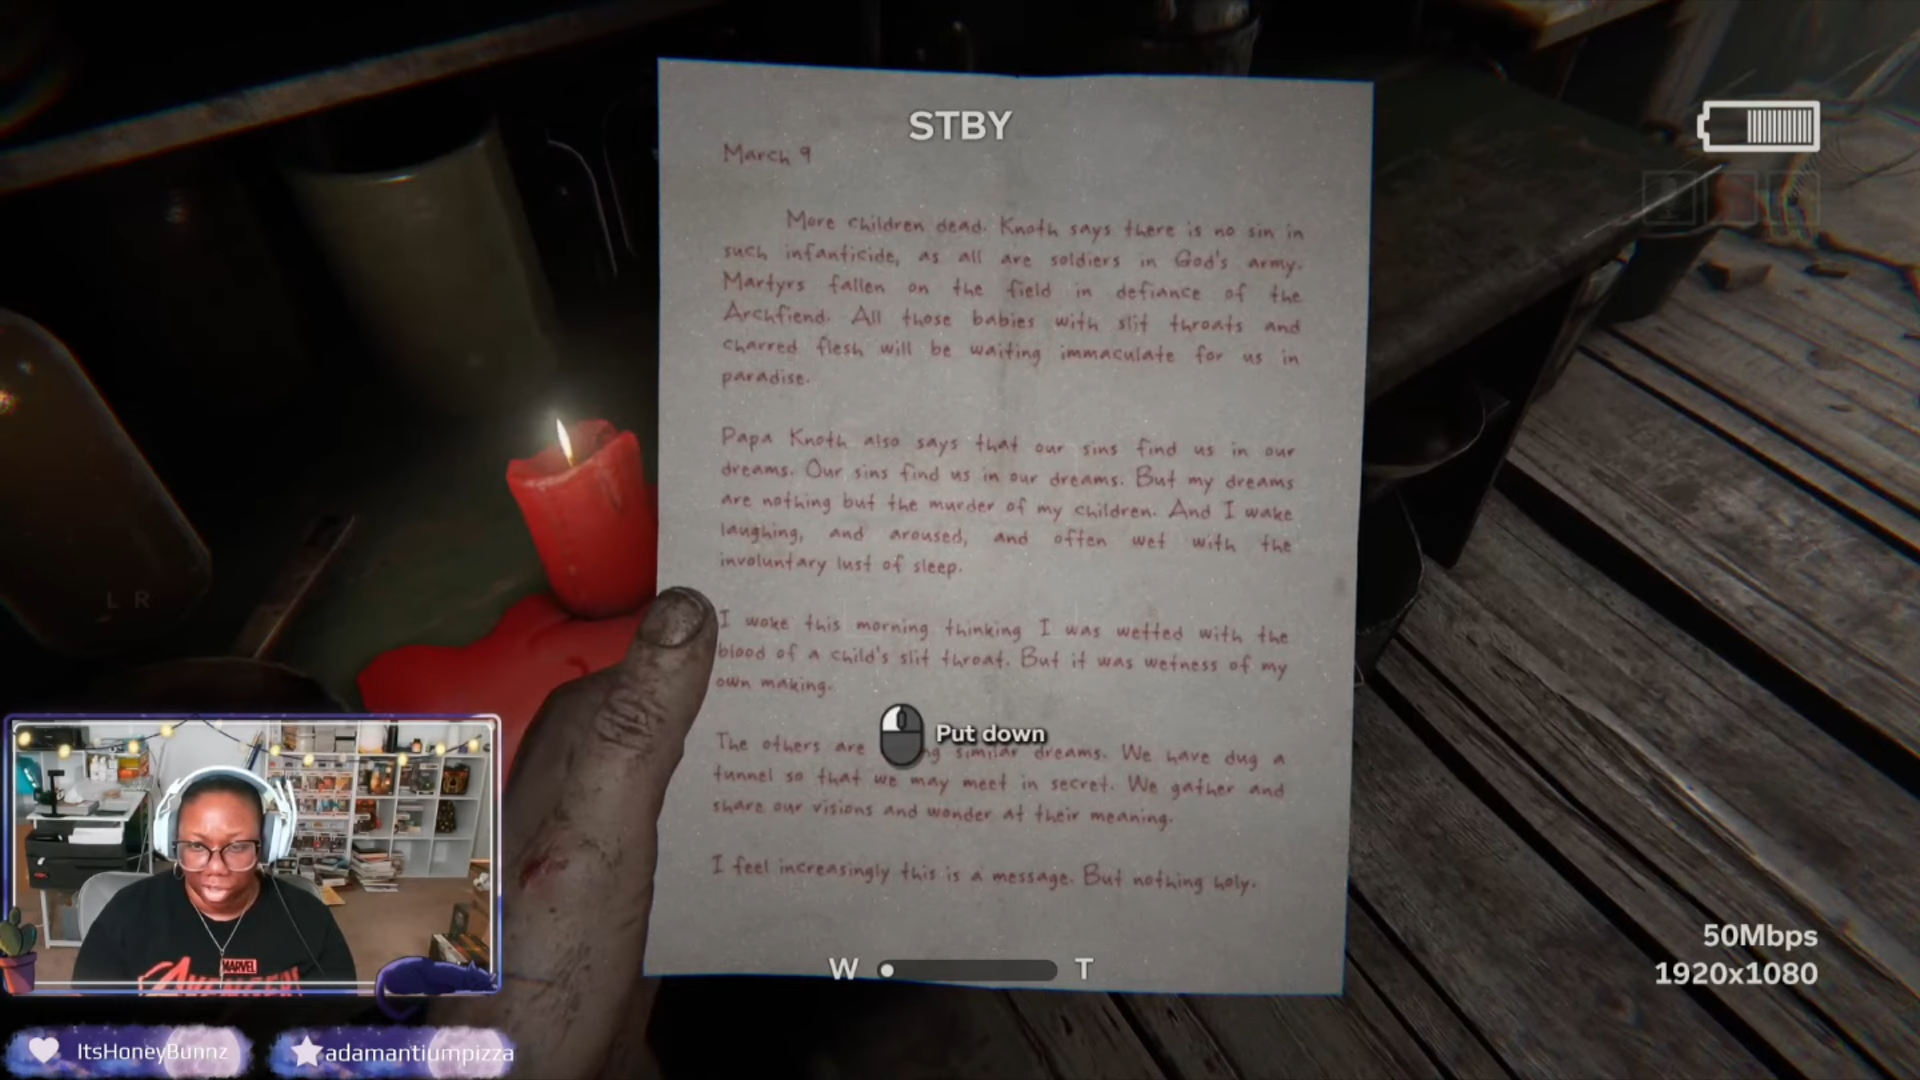 STBY
March 9
More children dead. Knoth says there is no sin in
such infanticide, as all are soldiers in God's army.
Martyrs fallen on the field in defiance of the
Archfiend. All those babies with slit throats and
charred flesh will be waiting immaculate for us in
paradise.
Papa Knoth also says that our sins find us in our
dreams. Our sins find us in our dreams. But my dreams
are nothing but the murder of my children. And I wake
laughing, and aroused, and often wet with the
involuntary lust of sleep.
I woke this morning thinking I was wetted with the
blood of a child's slit throat. But it was wetness of my
own making.
Put down
The others are similar dreams. We have dug a
tunnel so that we may meet in secret. We gather and
share our visions and wonder at their meaning.
I feel increasingly this is a message. But nothing holy.
W T
50Mbps
1920x1080
L R
MARVEL
ItsHoneyBunnz
adamantiumpizza